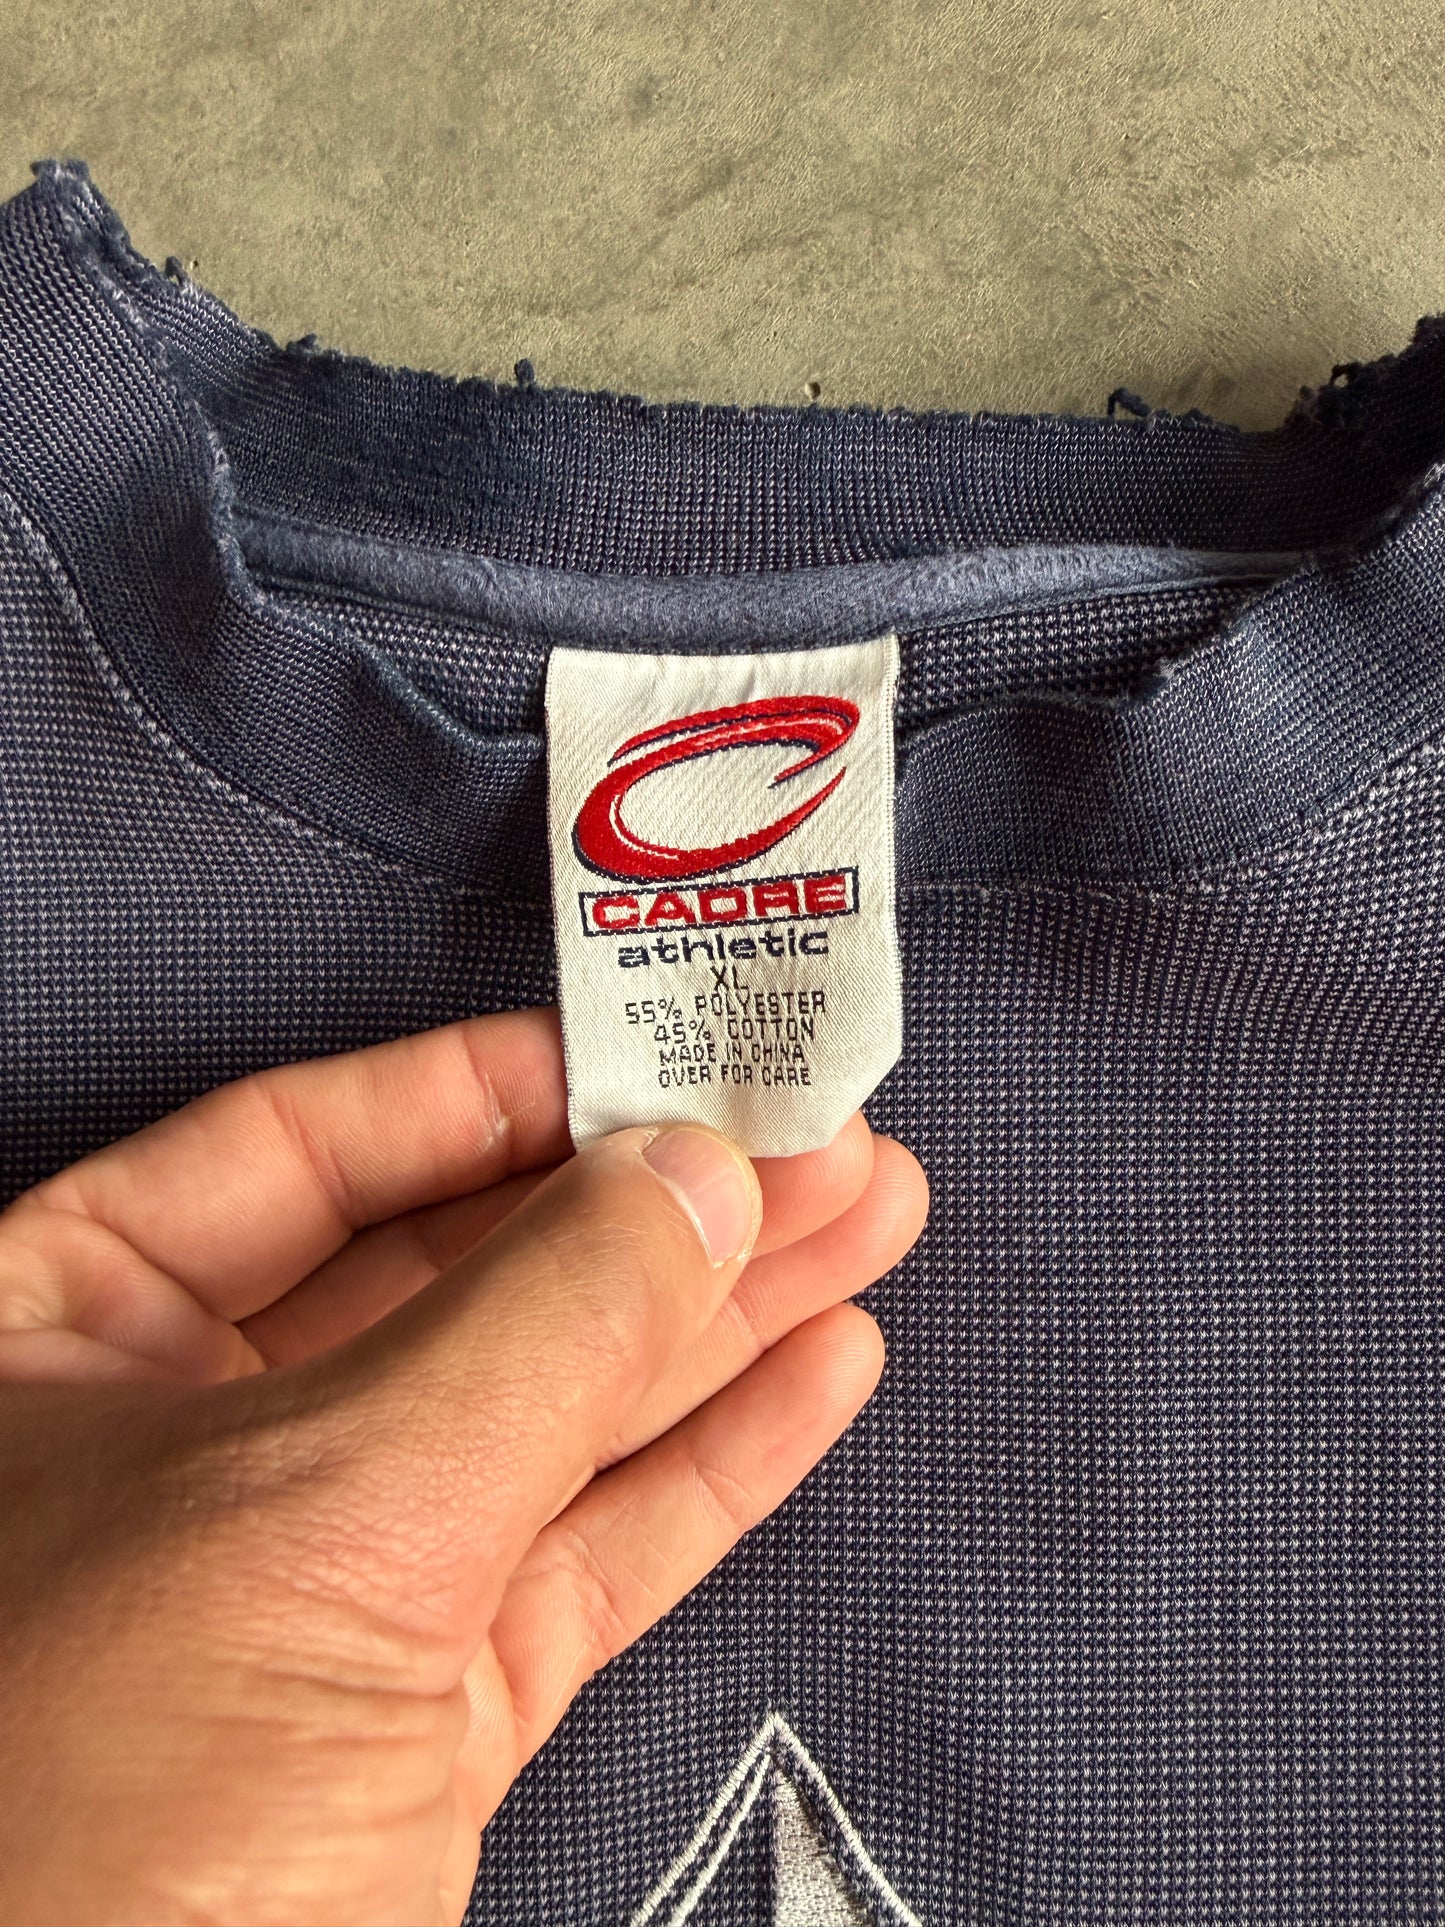 CADRE
athletic
XL
55% POLYESTER
45% COTTON
MADE IN CHINA
OVER FOR CARE